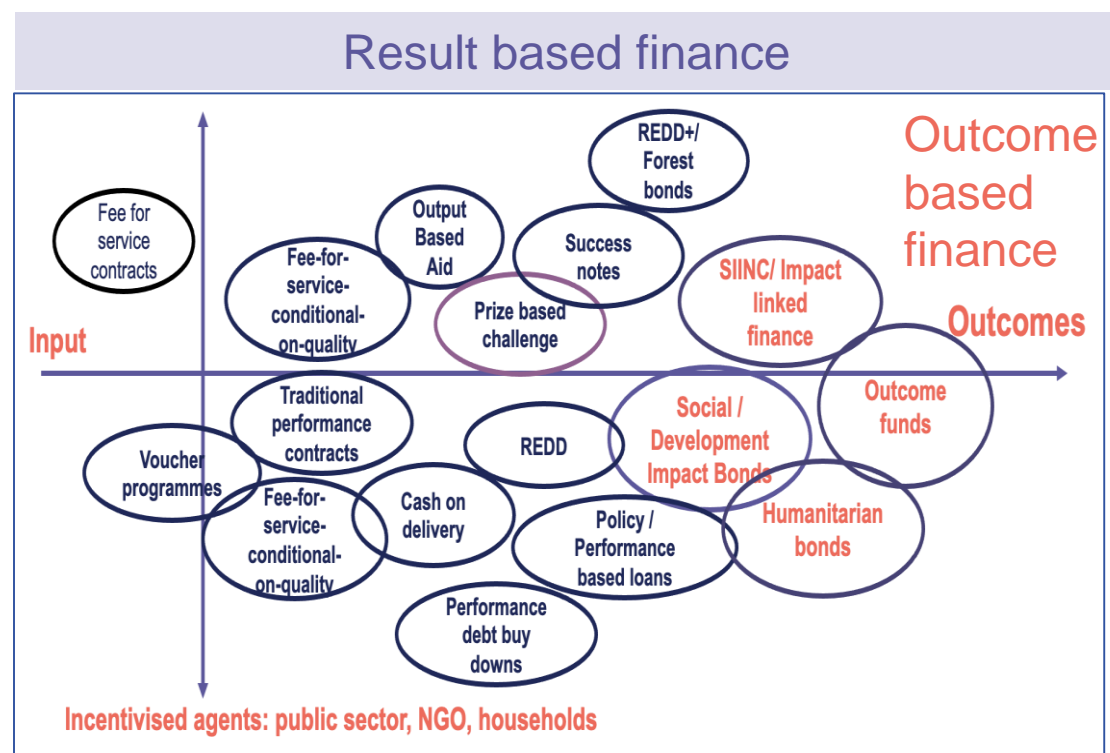 Result based finance
Outcome
based
finance
REDD+/
Forest
bonds
Fee for
service
contracts
Output
Based
Aid
Success
notes
Fee-for-
service-
conditional-
on-quality
Prize based
challenge
SIINC/ Impact
linked
finance
Input
Outcomes
Traditional
performance
contracts
Voucher
programmes
REDD
Social /
Development
Impact Bonds
Outcome
funds
Fee-for-
service-
conditional-
on-quality
Cash on
delivery
Policy /
Performance
based loans
Humanitarian
bonds
Performance
debt buy
downs
Incentivised agents: public sector, NGO, households